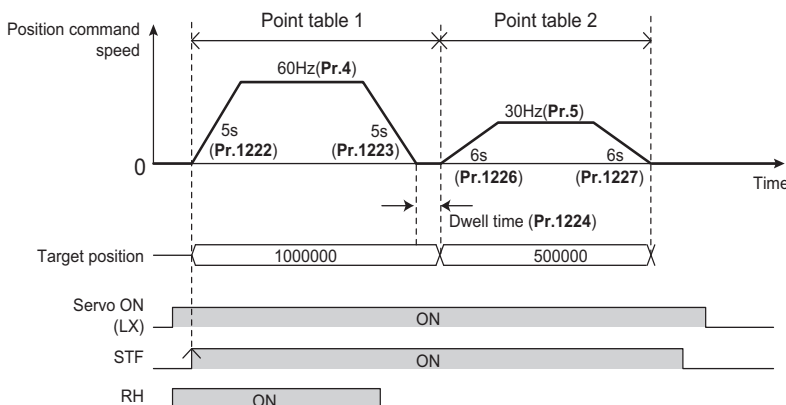 Point table 1
Point table 2
Position command
speed
60Hz(Pr.4)
30Hz(Pr.5)
5s
(Pr.1222)
5s
(Pr.1223)
6s
(Pr.1226)
6s
(Pr.1227)
0
Time
Dwell time (Pr.1224)
Target position
1000000
500000
Servo ON
(LX)
ON
STF
ON
RH
ON